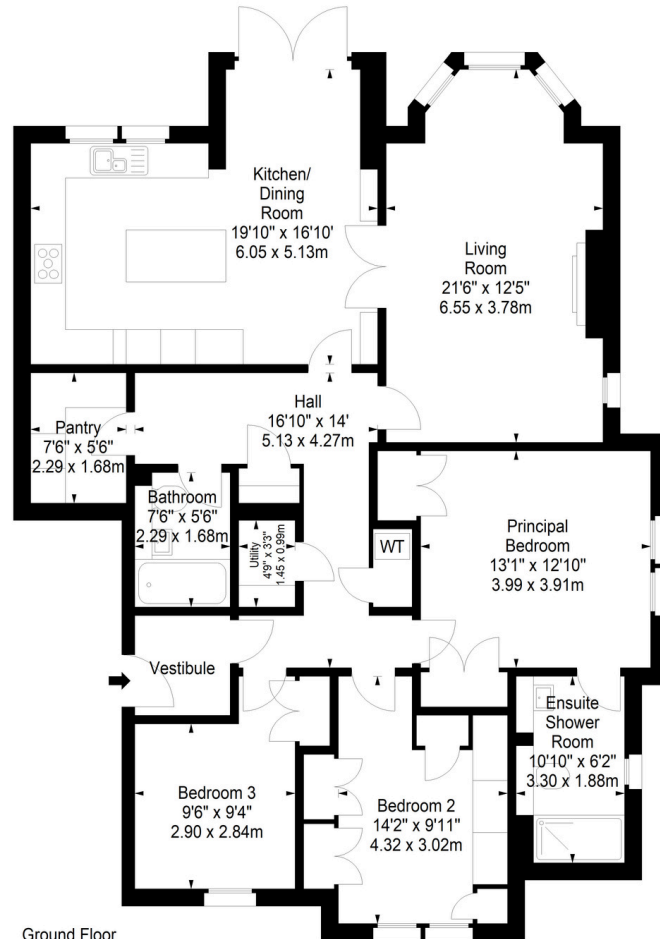 Kitchen/
Dining
Room
19'10" x 16'10'
6.05 x 5.13m
Living
Room
21'6" x 12'5"
6.55 x 3.78m
Hall
16'10" x 14'
5.13 x 4.27m
Pantry
7'6" x 5'6"
2.29 x 1.68m
Bathroom
7'6" x 5'6"
2.29 x 1.68m
Utility
4'9" x 3'3"
1.45 x 0.99m
WT
Principal
Bedroom
13'1" x 12'10"
3.99 x 3.91m
Vestibule
Ensuite
Shower
Room
10'10" x 6'2"
3.30 x 1.88m
Bedroom 3
9'6" x 9'4"
2.90 x 2.84m
Bedroom 2
14'2" x 9'11"
4.32 x 3.02m
Ground Floor